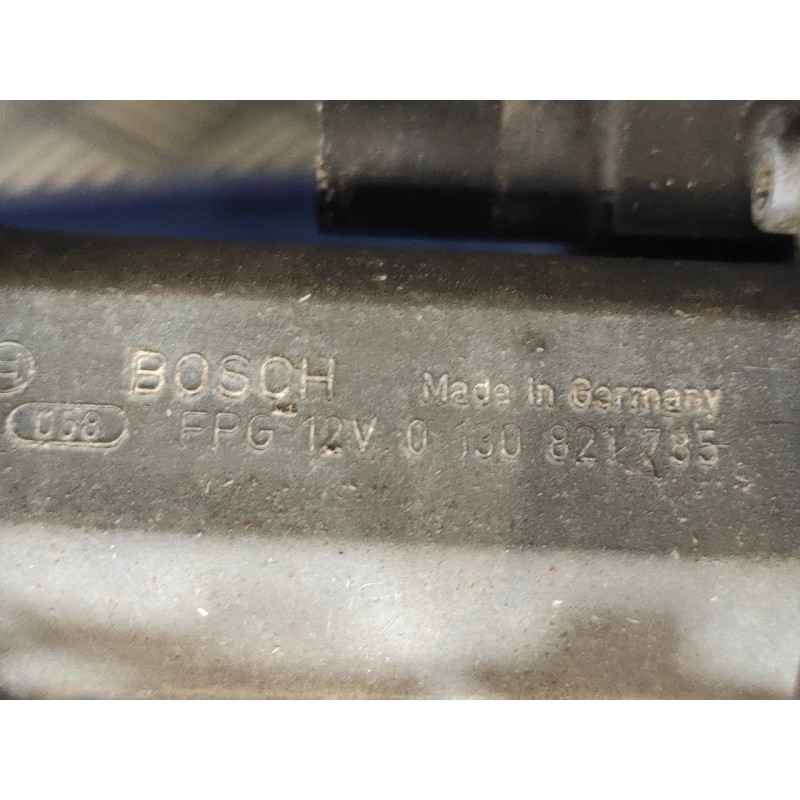 BOSCH Made in Germany
058 FPG 12V 0 130 821 785